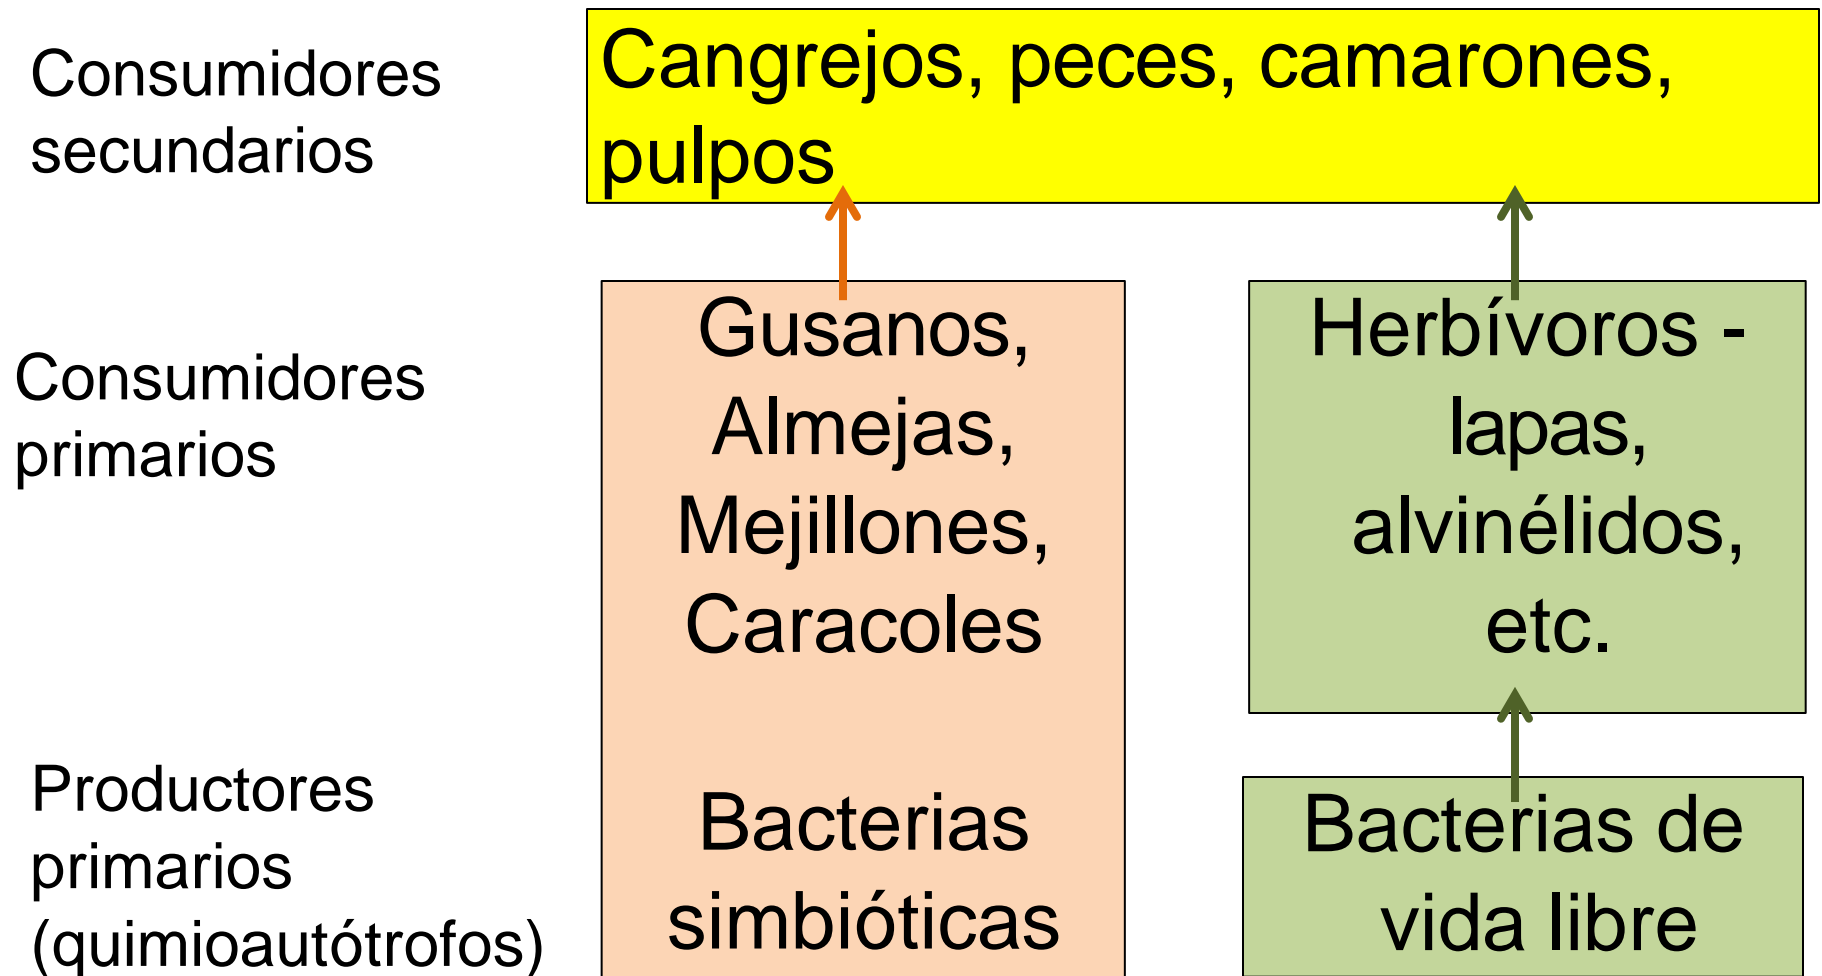 Consumidores
secundarios
Cangrejos, peces, camarones,
pulpos
Consumidores
primarios
Gusanos,
Almejas,
Mejillones,
Caracoles
Herbívoros -
lapas,
alvinélidos,
etc.
Productores
primarios
(quimioautótrofos)
Bacterias
simbióticas
Bacterias de
vida libre